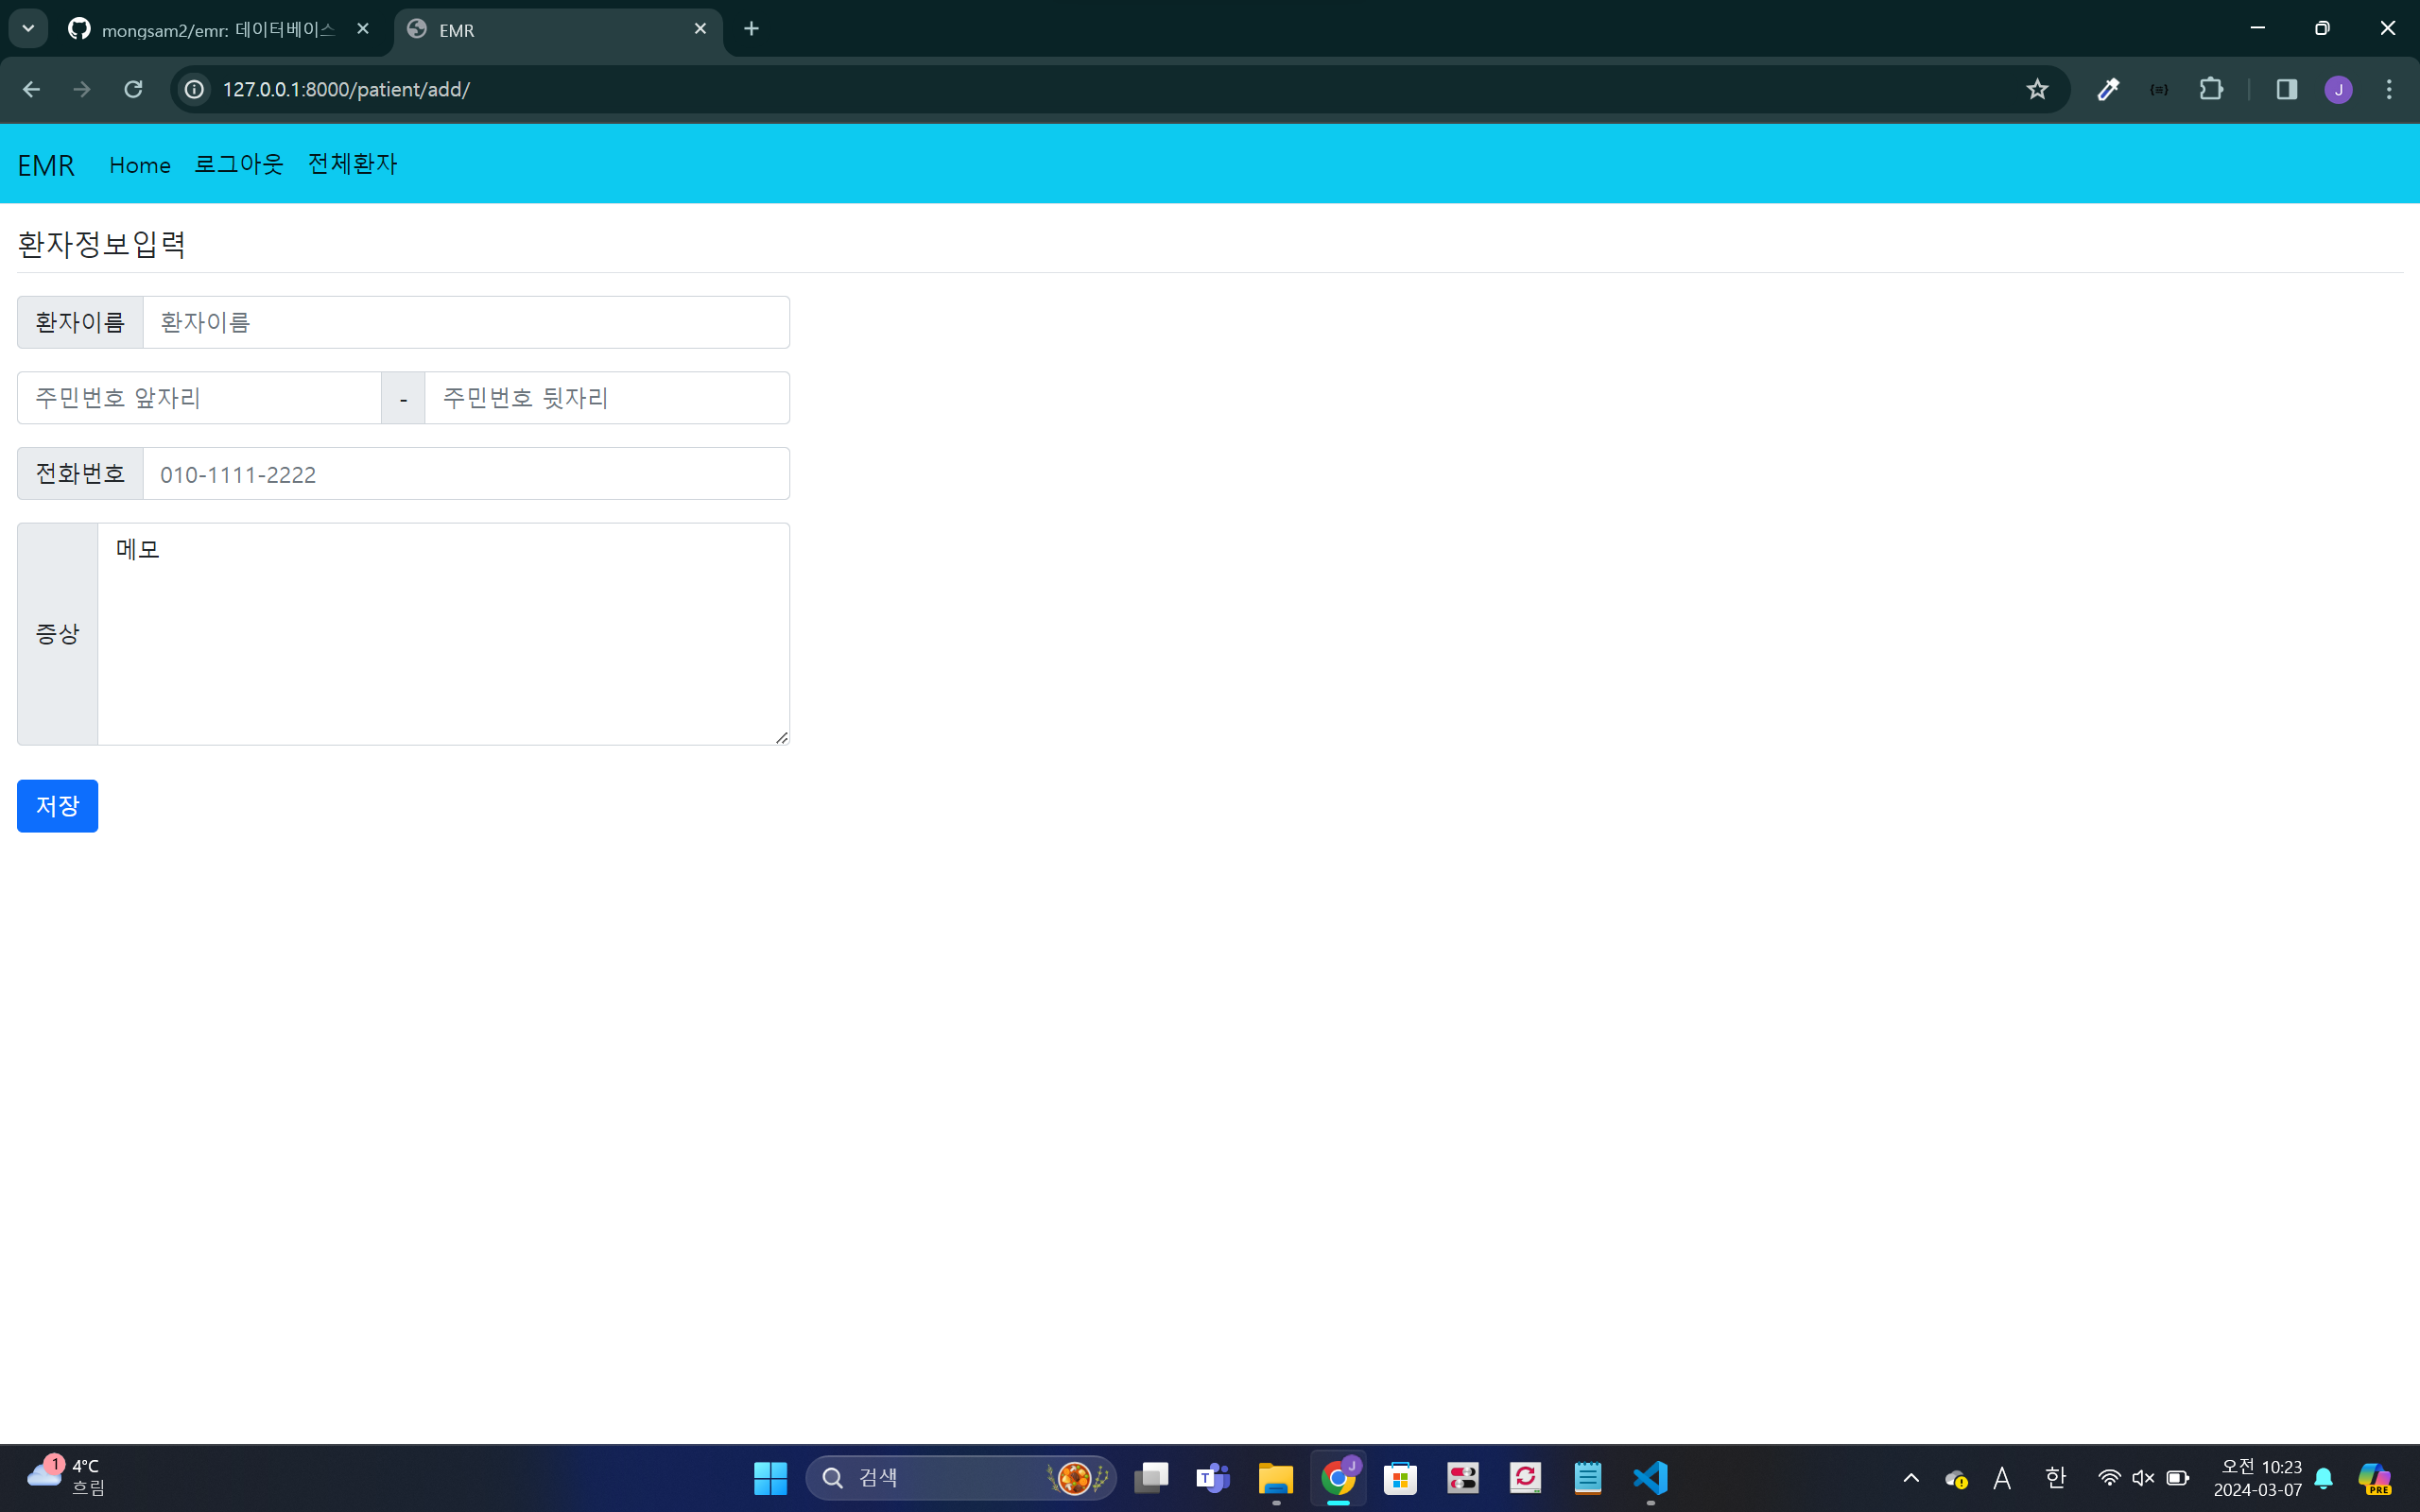 mongsam2/emr: 데이터베이스
EMR
127.0.0.1:8000/patient/add/
J
EMR Home 로그아웃 전체환자
환자정보입력
환자이름 환자이름
주민번호 앞자리 - 주민번호 뒷자리
전화번호 010-1111-2222
메모
증상
저장
1 4°C
흐림
검색
T
J
A 한
오전 10:23
2024-03-07
PRE